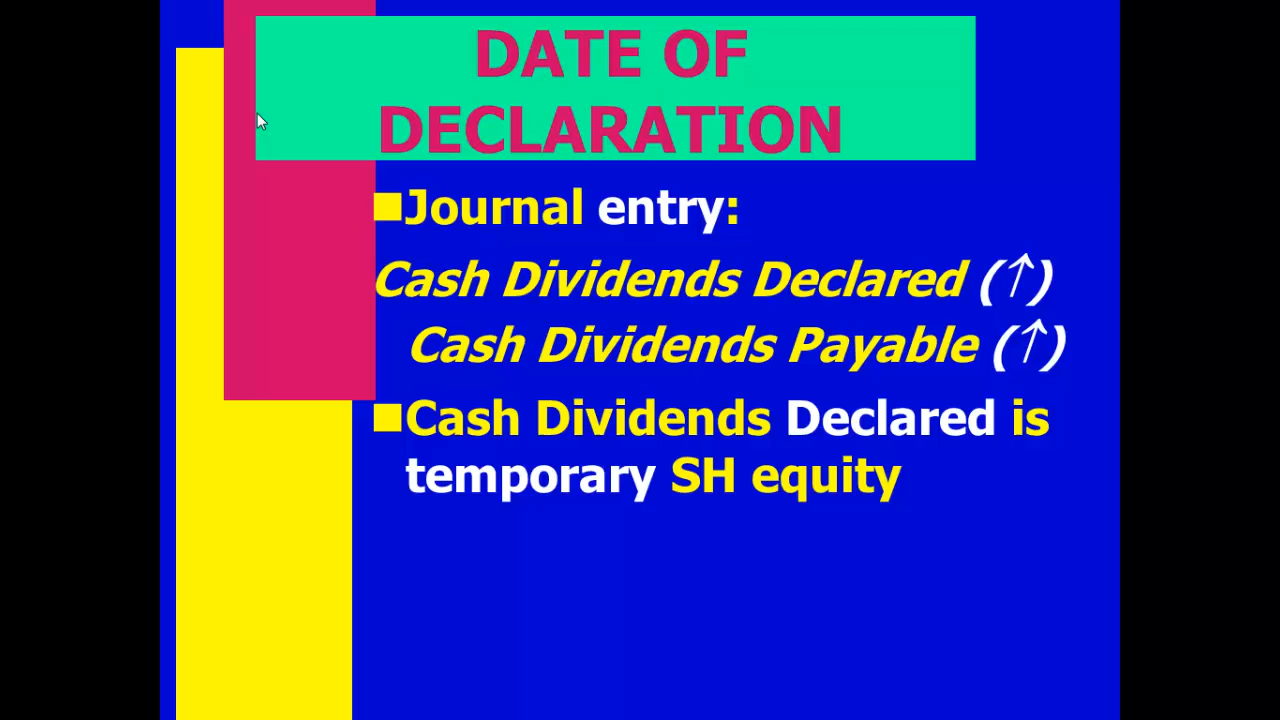 DATE OF
DECLARATION
■Journal entry:
Cash Dividends Declared (↑)
Cash Dividends Payable (↑)
■Cash Dividends Declared is
temporary SH equity